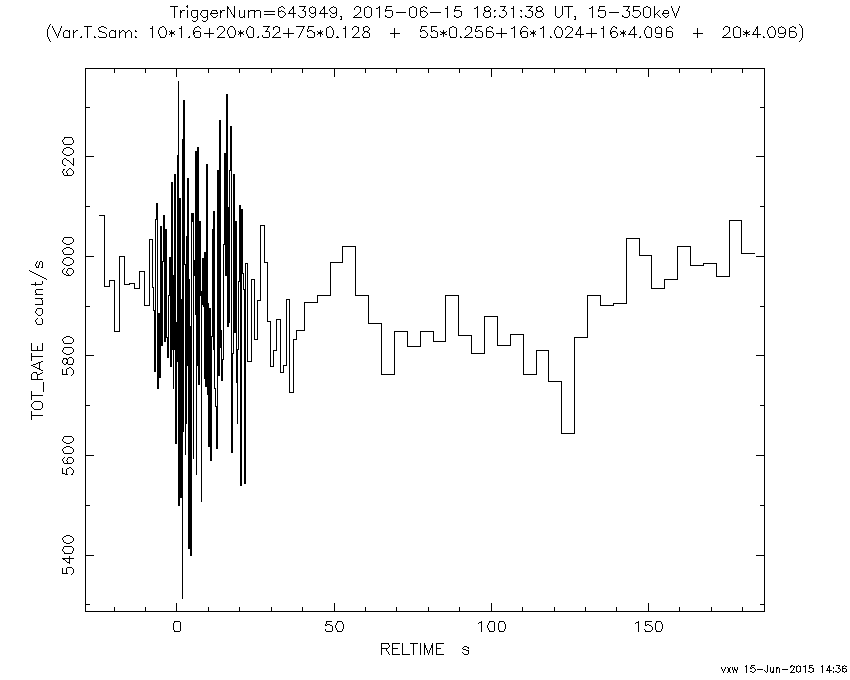 TriggerNum=643949, 2015-06-15 18:31:38 UT, 15-350keV
(Var.T.Sam: 10*1.6+20*0.32+75*0.128 + 55*0.256+16*1.024+16*4.096 + 20*4.096)
6200
6000
5800
5600
5400
TOT_RATE count/s
0 50 100 150
RELTIME s
vxw 15-Jun-2015 14:36